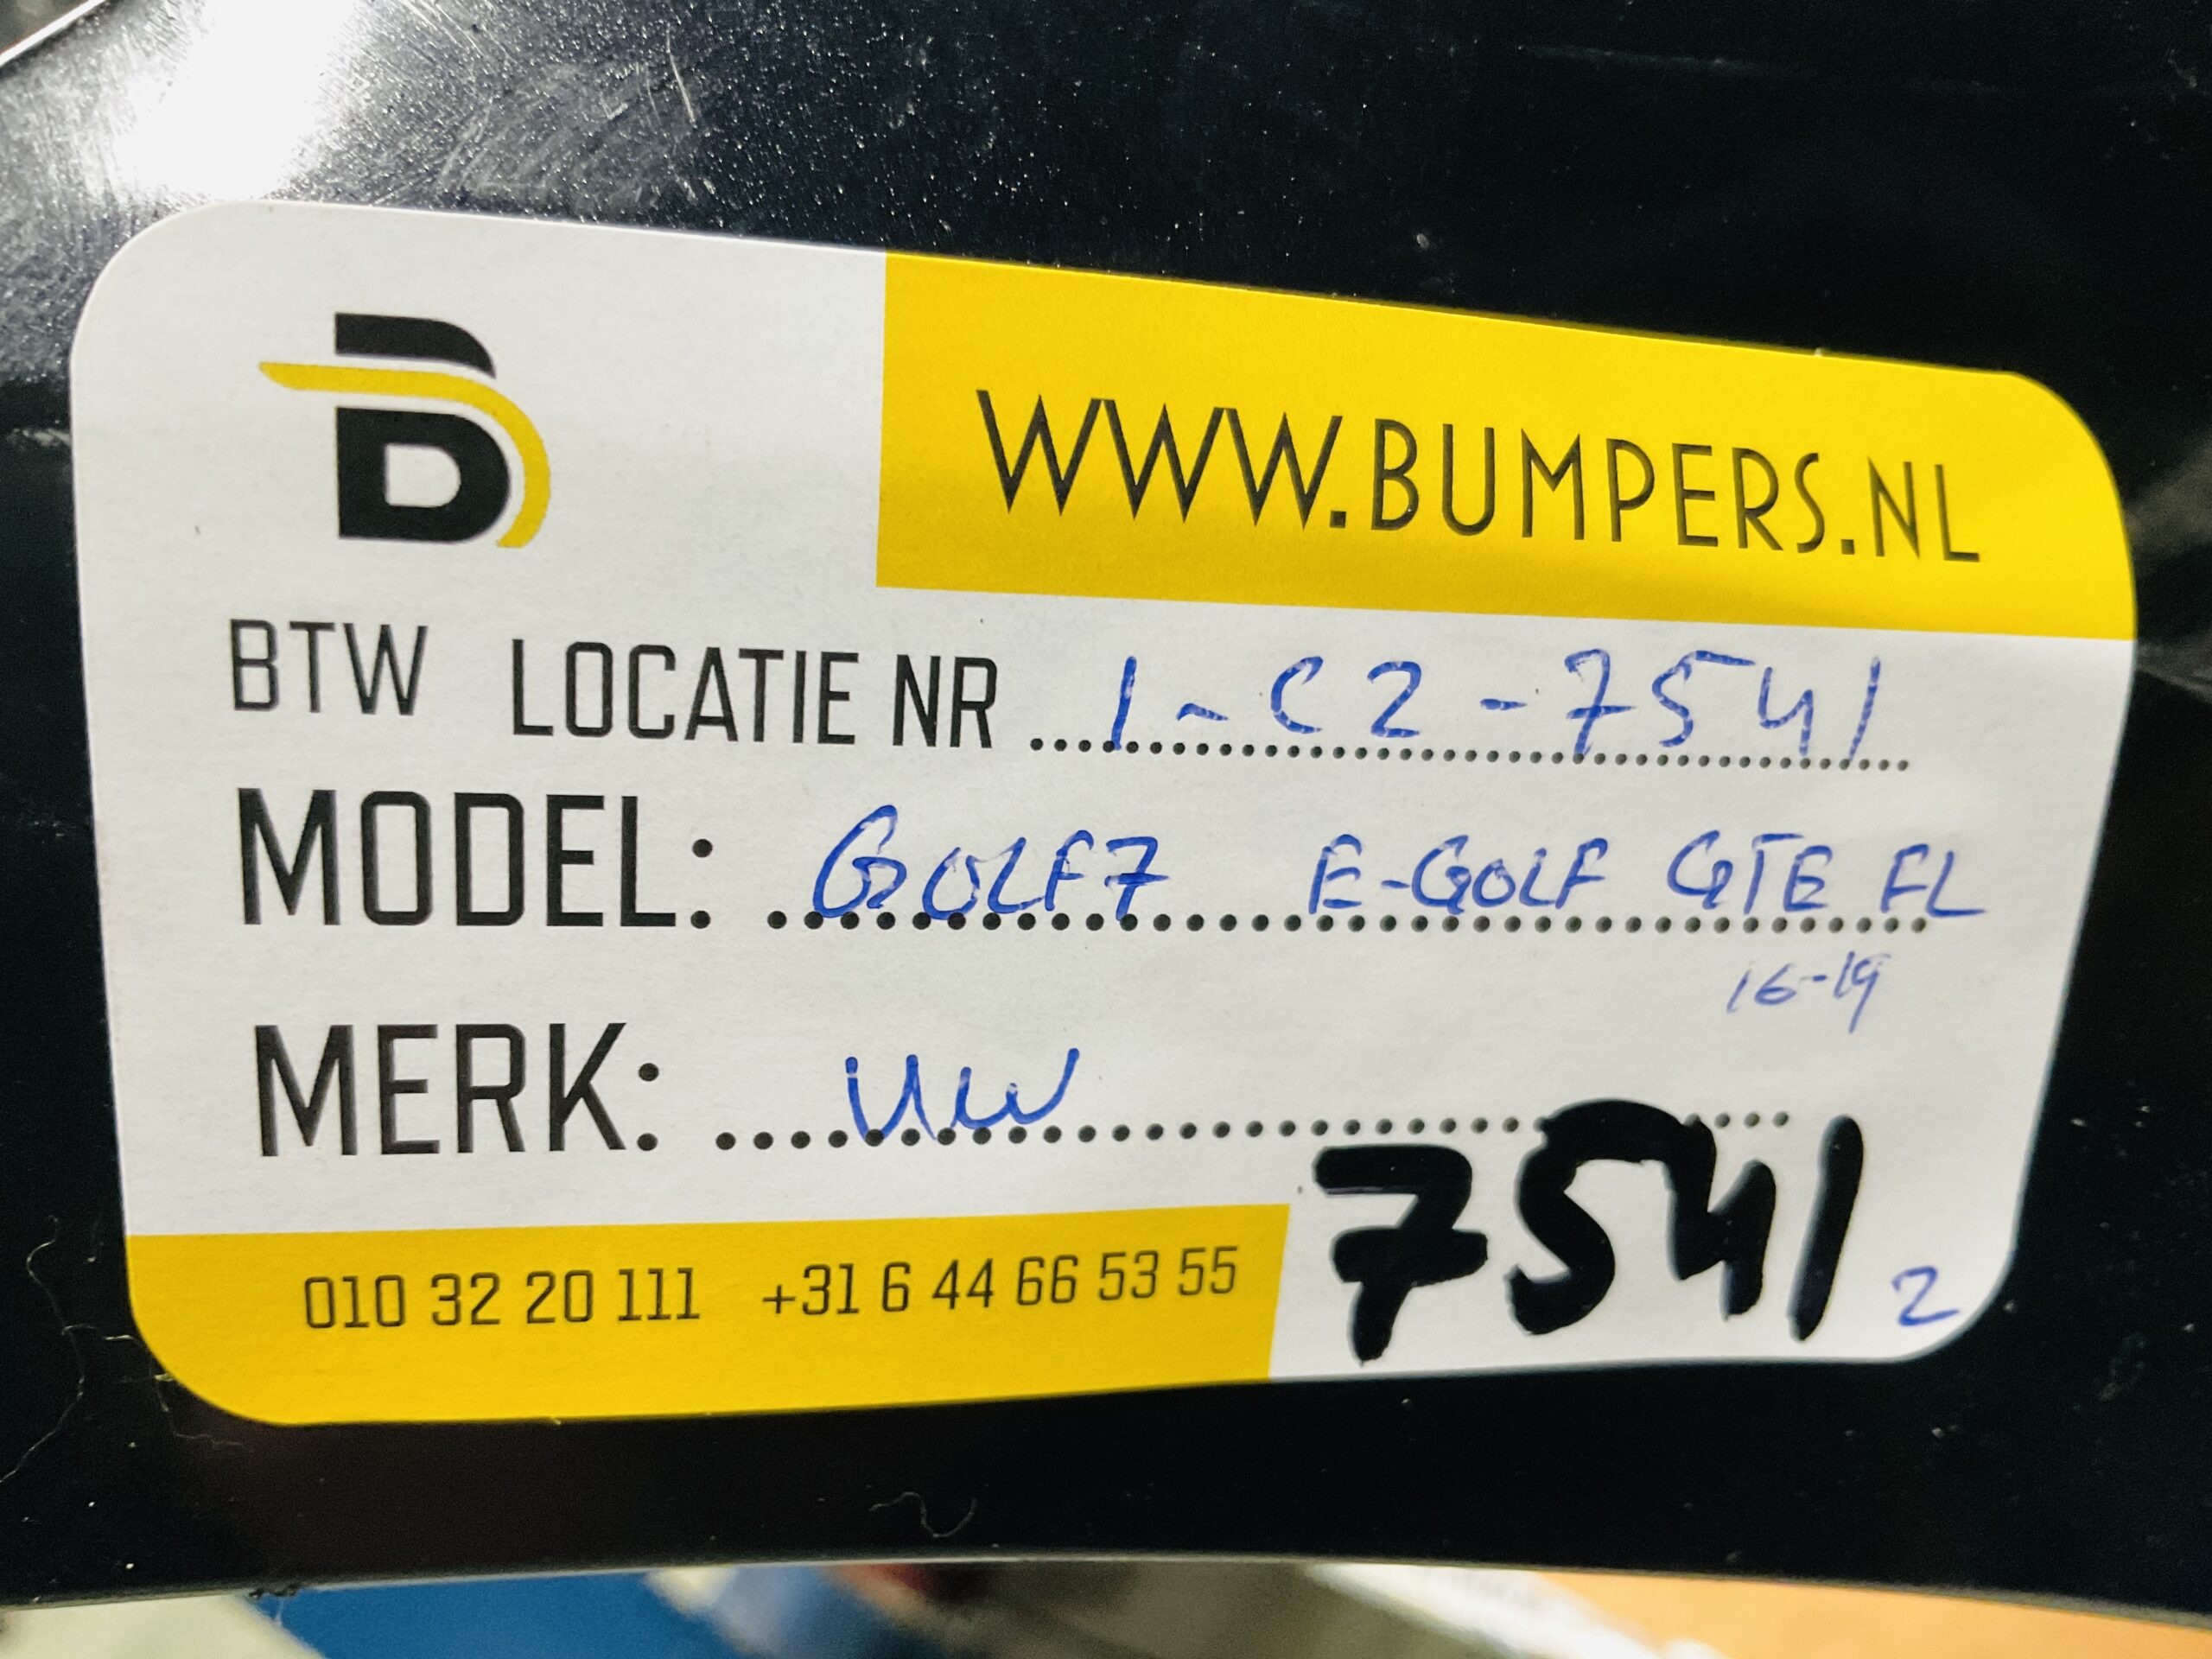 B
WWW.BUMPERS.NL
BTW LOCATIE NR 1-C2-7541
MODEL: GOLF7 E-GOLF GTE FL
16-19
MERK: VW
7541 2
010 32 20 111 +31 6 44 66 53 55